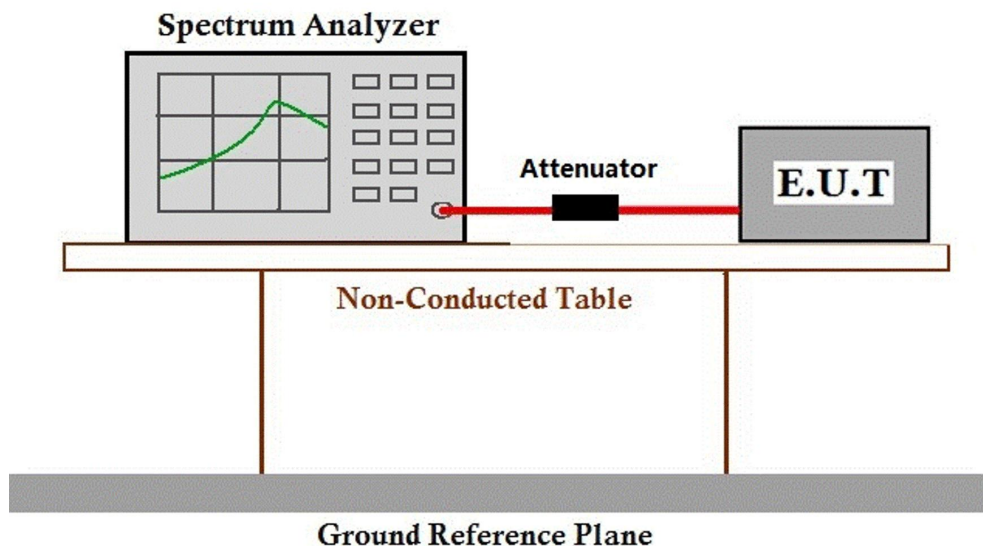 Spectrum Analyzer
Attenuator
E.U.T
Non-Conducted Table
Ground Reference Plane